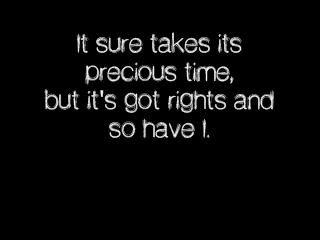 It sure takes its
precious time,
but it's got rights and
so have I.